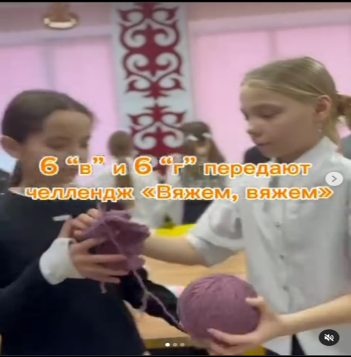 6 “в” и 6 “г” передают
челлендж «Вяжем, вяжем»